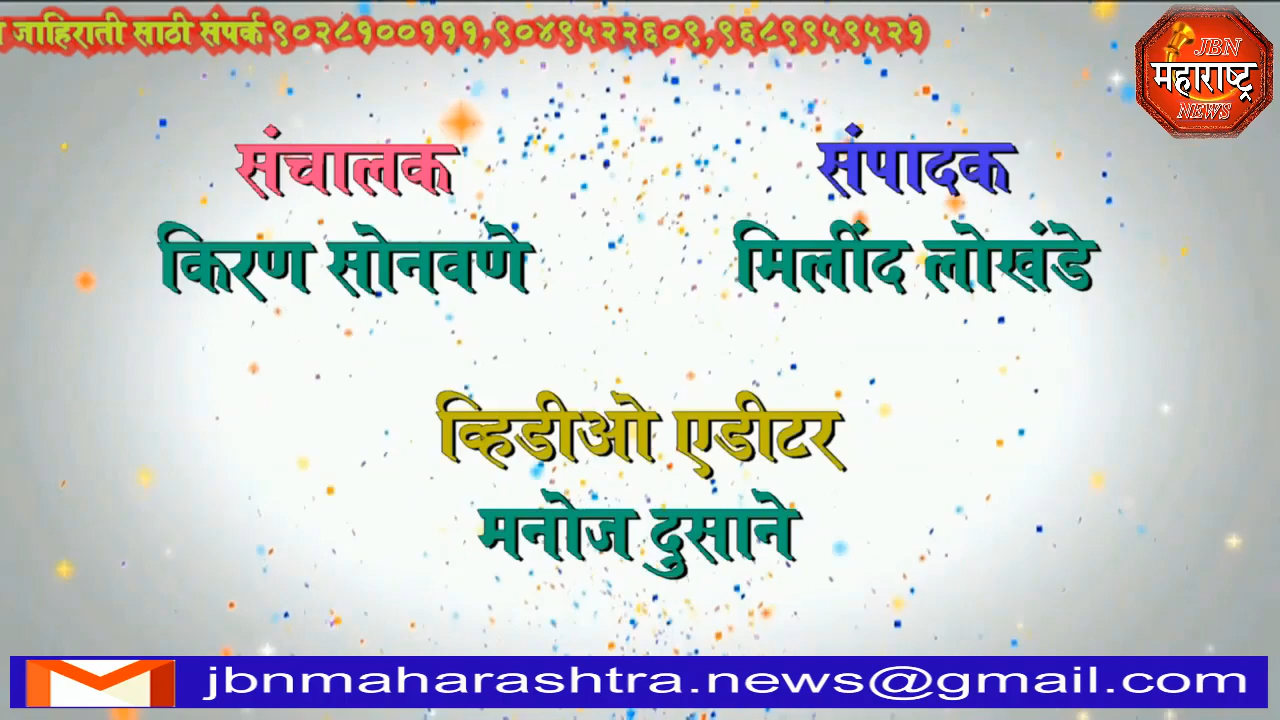 जाहिराती साठी संपर्क ९०२८१००१११,९०४९५२२६०९,९६८९९५९५२१
JBN
महाराष्ट्र
NEWS
संचालक
किरण सोनवणे
संपादक
मिलींद लोखंडे
व्हिडीओ एडीटर
मनोज दुसाने
jbnmaharashtra.news@gmail.com